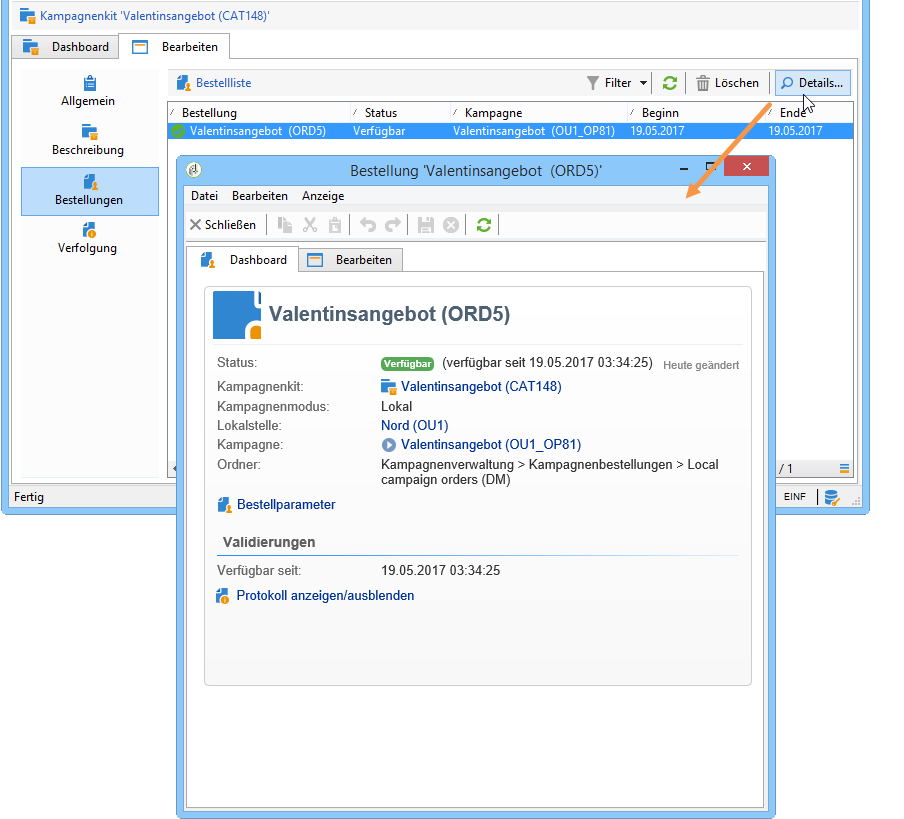 Kampagnenkit 'Valentinsangebot (CAT148)'
Dashboard Bearbeiten
Allgemein
Beschreibung
Bestellungen
Verfolgung
Bestellliste Filter Löschen Details...
Bestellung Status Kampagne Beginn Ende
Valentinsangebot (ORD5) Verfügbar Valentinsangebot (OU1_OP81) 19.05.2017 19.05.2017
Bestellung 'Valentinsangebot (ORD5)'
Datei Bearbeiten Anzeige
Schließen
Dashboard Bearbeiten
Valentinsangebot (ORD5)
Status: Verfügbar (verfügbar seit 19.05.2017 03:34:25) Heute geändert
Kampagnenkit: Valentinsangebot (CAT148)
Kampagnenmodus: Lokal
Lokalstelle: Nord (OU1)
Kampagne: Valentinsangebot (OU1_OP81)
Ordner: Kampagnenverwaltung > Kampagnenbestellungen > Local
campaign orders (DM)
Bestellparameter
Validierungen
Verfügbar seit: 19.05.2017 03:34:25
Protokoll anzeigen/ausblenden
/ 1
Fertig EINF